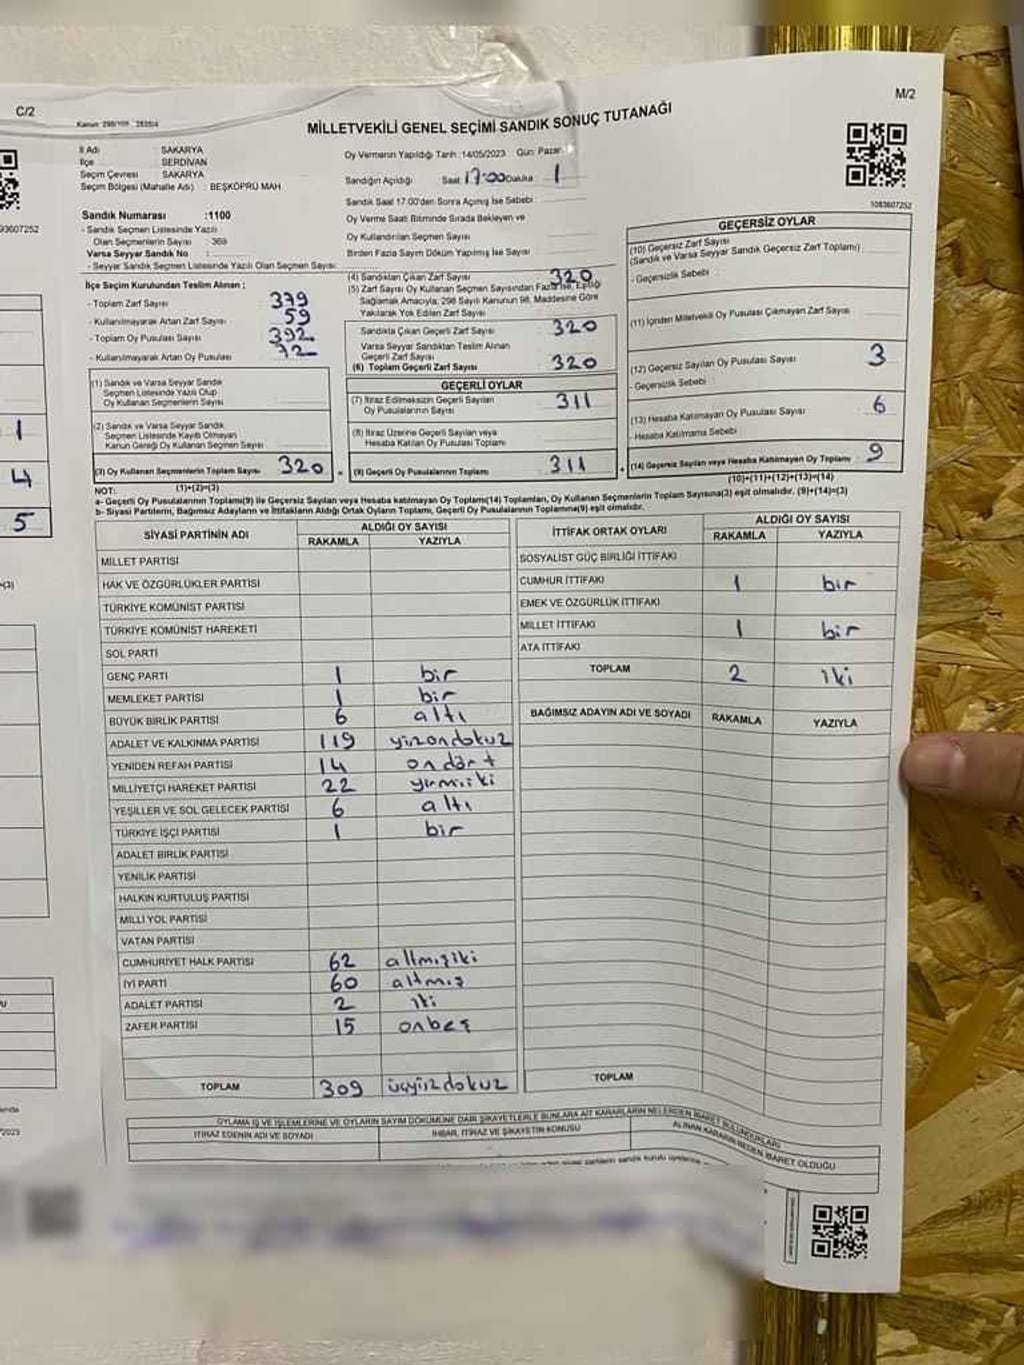 C/2
M/2
MİLLETVEKİLİ GENEL SEÇİMİ SANDIK SONUÇ TUTANAĞI
İl Adı SAKARYA
İlçe SERDİVAN
Seçim Çevresi SAKARYA
Seçim Bölgesi (Mahalle Adı) : BEŞKÖPRÜ MAH
Sandık Numarası :1100
- Sandık Seçmen Listesinde Yazılı
Olan Seçmenlerin Sayısı : 369
Varsa Seyyar Sandık No :
- Seyyar Sandık Seçmen Listesinde Yazılı Olan Seçmen Sayısı:
İlçe Seçim Kurulundan Teslim Alınan ;
- Toplam Zarf Sayısı 379
- Kullanılmayarak Artan Zarf Sayısı 59
- Toplam Oy Pusulası Sayısı 392
- Kullanılmayarak Artan Oy Pusulası 72
(1) Sandık ve Varsa Seyyar Sandık
Seçmen Listesinde Yazılı Olup
Oy Kullanan Seçmenlerin Sayısı
(2) Sandık ve Varsa Seyyar Sandık
Seçmen Listesinde Kayıtlı Olmayan
Kanun Gereği Oy Kullanan Seçmen Sayısı
(3) Oy Kullanan Seçmenlerin Toplam Sayısı 320
(1)+(2)=(3)
Oy Vermenin Yapıldığı Tarih :14/05/2023 Gün: Pazar
Sandığın Açıldığı Saat 17:00 Dakika 1
Sandık Saat 17.00'den Sonra Açılmış İse Sebebi
Oy Verme Saati Bitiminde Sırada Bekleyen ve
Oy Kullandırılan Seçmen Sayısı
Birden Fazla Sayım Döküm Yapılmış İse Sayısı
(4) Sandıktan Çıkan Zarf Sayısı 320
(5) Zarf Sayısı Oy Kullanan Seçmen Sayısından Fazla ise, Eşitliği
Sağlamak Amacıyla, 298 Sayılı Kanunun 98. Maddesine Göre
Yakılarak Yok Edilen Zarf Sayısı
Sandıkta Çıkan Geçerli Zarf Sayısı 320
Varsa Seyyar Sandıktan Teslim Alınan
Geçerli Zarf Sayısı
(6) Toplam Geçerli Zarf Sayısı 320
GEÇERLİ OYLAR
(7) İtiraz Edilmeksizin Geçerli Sayılan
Oy Pusulalarının Sayısı 311
(8) İtiraz Üzerine Geçerli Sayılan veya
Hesaba Katılan Oy Pusulası Toplamı
= (9) Geçerli Oy Pusulalarının Toplamı 311
1083607252
GEÇERSİZ OYLAR
(10) Geçersiz Zarf Sayısı
(Sandık ve Varsa Seyyar Sandık Geçersiz Zarf Toplamı)
- Geçersizlik Sebebi :
(11) İçinden Milletvekili Oy Pusulası Çıkmayan Zarf Sayısı
(12) Geçersiz Sayılan Oy Pusulası Sayısı 3
- Geçersizlik Sebebi :
(13) Hesaba Katılmayan Oy Pusulası Sayısı 6
- Hesaba Katılmama Sebebi
+ (14) Geçersiz Sayılan veya Hesaba Katılmayan Oy Toplamı 9
(10)+(11)+(12)+(13)=(14)
NOT:
a- Geçerli Oy Pusulalarının Toplamı(9) ile Geçersiz Sayılan veya Hesaba katılmayan Oy Toplamı(14) Toplamları, Oy Kullanan Seçmenlerin Toplam Sayısına(3) eşit olmalıdır. (9)+(14)=(3)
b- Siyasi Partilerin, Bağımsız Adayların ve İttifakların Aldığı Ortak Oyların Toplamı, Geçerli Oy Pusulalarının Toplamına(9) eşit olmalıdır.
SİYASİ PARTİNİN ADI ALDIĞI OY SAYISI
RAKAMLA YAZIYLA
MİLLET PARTİSİ
HAK VE ÖZGÜRLÜKLER PARTİSİ
TÜRKİYE KOMÜNİST PARTİSİ
TÜRKİYE KOMÜNİST HAREKETİ
SOL PARTİ
GENÇ PARTİ 1 bir
MEMLEKET PARTİSİ 1 bir
BÜYÜK BİRLİK PARTİSİ 6 altı
ADALET VE KALKINMA PARTİSİ 119 yüzondokuz
YENİDEN REFAH PARTİSİ 14 ondört
MİLLİYETÇİ HAREKET PARTİSİ 22 yirmiiki
YEŞİLLER VE SOL GELECEK PARTİSİ 6 altı
TÜRKİYE İŞÇİ PARTİSİ 1 bir
ADALET BİRLİK PARTİSİ
YENİLİK PARTİSİ
HALKIN KURTULUŞ PARTİSİ
MİLLİ YOL PARTİSİ
VATAN PARTİSİ
CUMHURİYET HALK PARTİSİ 62 altmışiki
İYİ PARTİ 60 altmış
ADALET PARTİSİ 2 iki
ZAFER PARTİSİ 15 onbeş
TOPLAM 309 üçyüzdokuz
İTTİFAK ORTAK OYLARI ALDIĞI OY SAYISI
RAKAMLA YAZIYLA
SOSYALİST GÜÇ BİRLİĞİ İTTİFAKI
CUMHUR İTTİFAKI 1 bir
EMEK VE ÖZGÜRLÜK İTTİFAKI
MİLLET İTTİFAKI 1 bir
ATA İTTİFAKI
TOPLAM 2 iki
BAĞIMSIZ ADAYIN ADI VE SOYADI RAKAMLA YAZIYLA
TOPLAM
OYLAMA İŞ VE İŞLEMLERİNE VE OYLARIN SAYIM DÖKÜMÜNE DAİR ŞİKAYETLERLE BUNLARA AİT KARARLARIN NELERDEN İBARET BULUNDUKLARI
İTİRAZ EDENİN ADI VE SOYADI İHBAR, İTİRAZ VE ŞİKAYETİN KONUSU ALINAN KARARIN NEDEN İBARET OLDUĞU
93607252
1
4
5